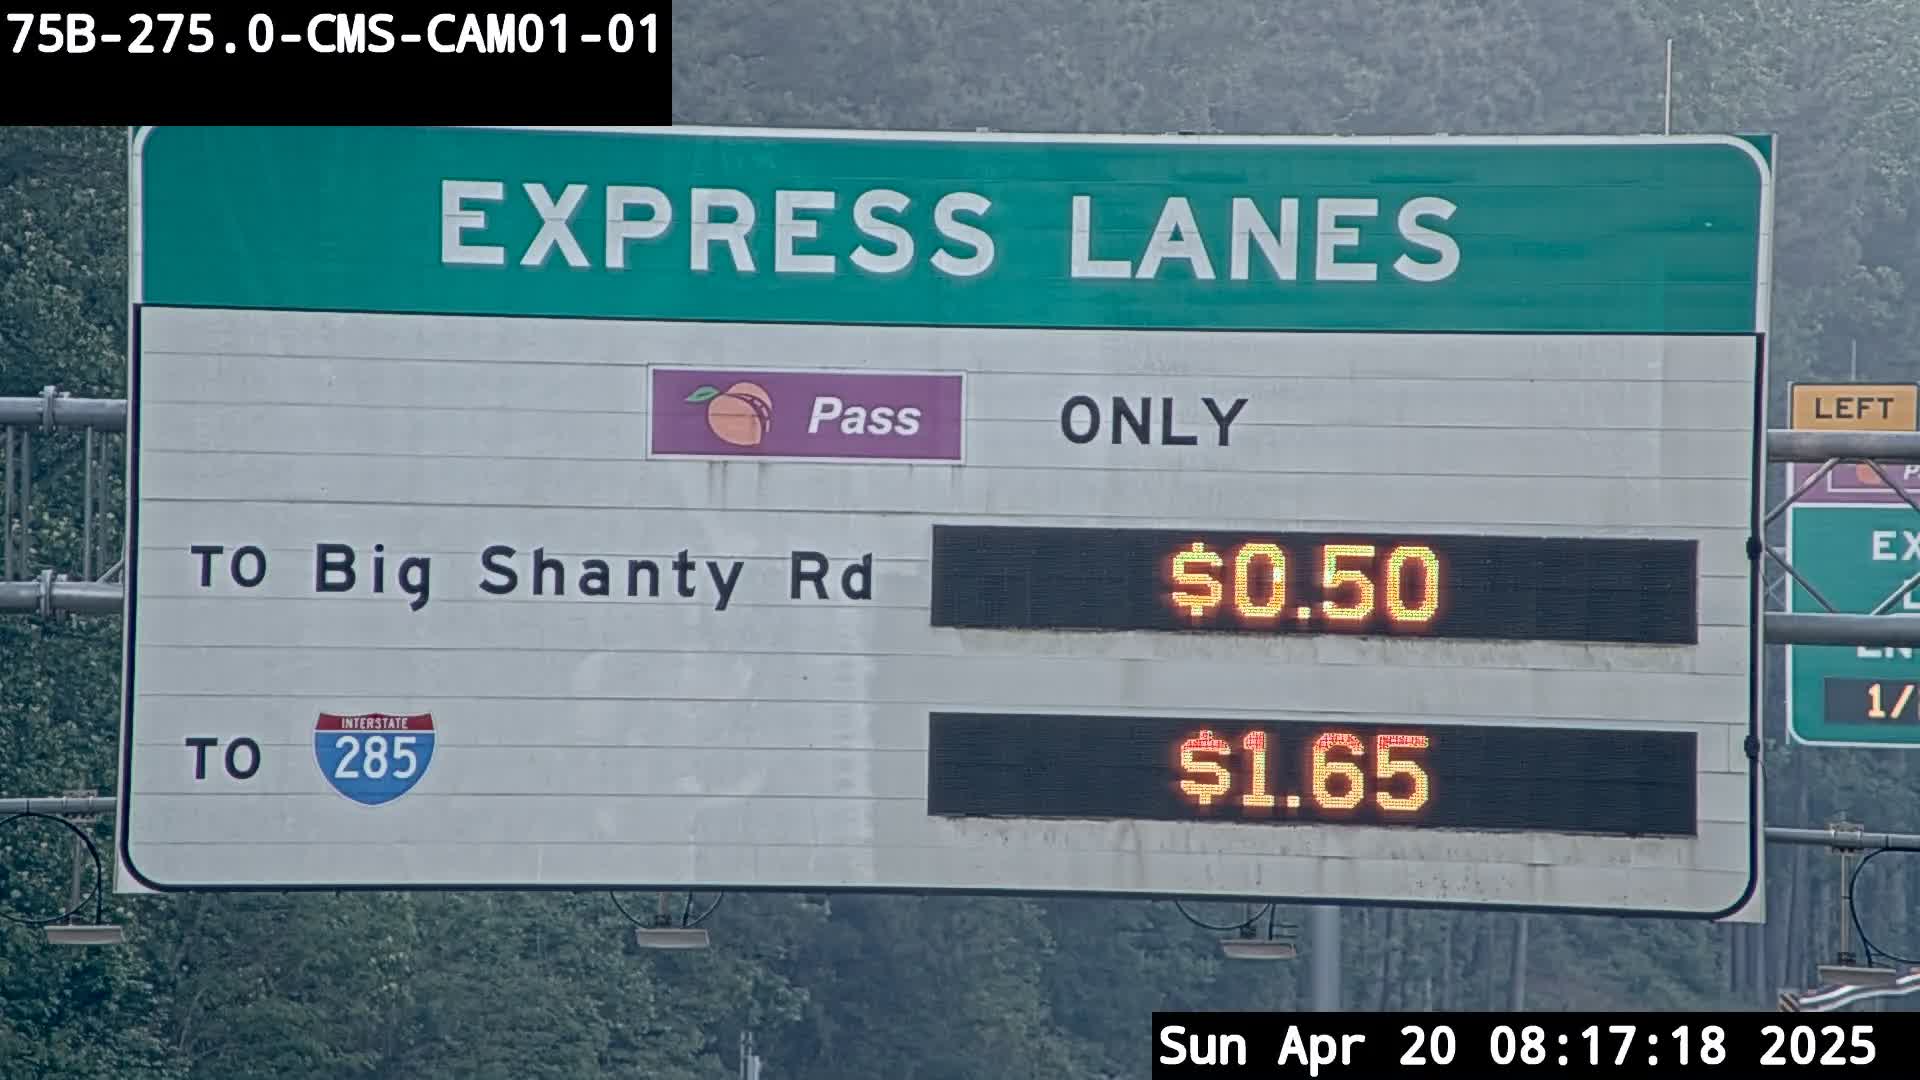 75B-275.0-CMS-CAM01-01
EXPRESS LANES
Pass ONLY
TO Big Shanty Rd $0.50
TO INTERSTATE 285 $1.65
LEFT
Sun Apr 20 08:17:18 2025